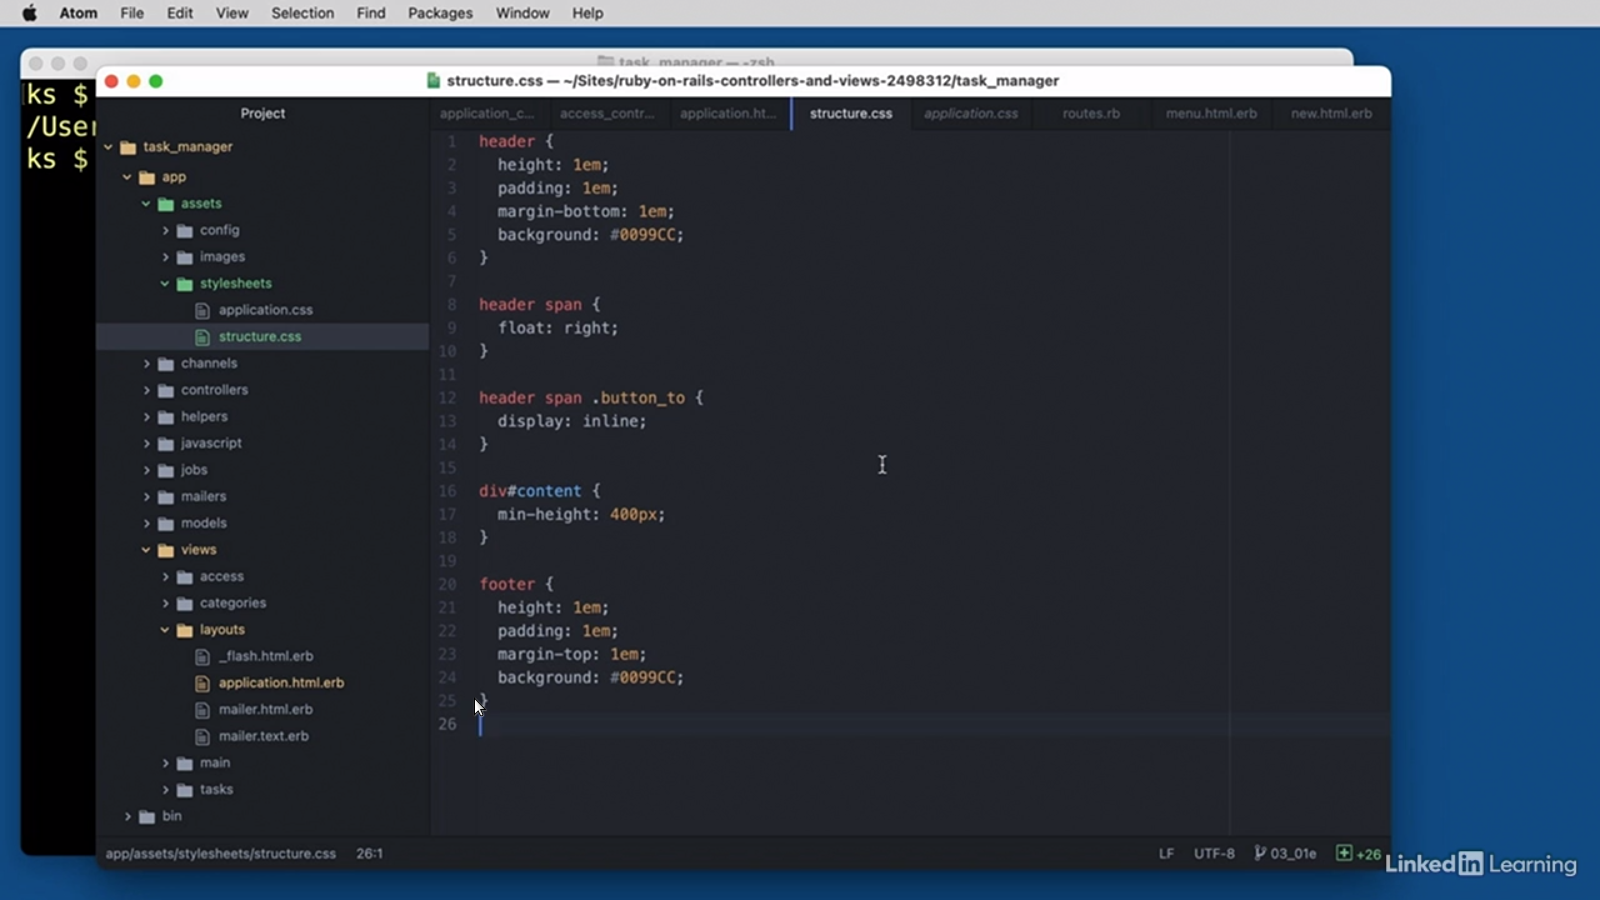 Atom File Edit View Selection Find Packages Window Help
task_manager — -zsh
structure.css — ~/Sites/ruby-on-rails-controllers-and-views-2498312/task_manager
ks $
/User
ks $
Project
application_c... access_contr... application.ht... structure.css application.css routes.rb menu.html.erb new.html.erb
task_manager
app
assets
config
images
stylesheets
application.css
structure.css
channels
controllers
helpers
javascript
jobs
mailers
models
views
access
categories
layouts
_flash.html.erb
application.html.erb
mailer.html.erb
mailer.text.erb
main
tasks
bin
1 header {
2 height: 1em;
3 padding: 1em;
4 margin-bottom: 1em;
5 background: #0099CC;
6 }
7
8 header span {
9 float: right;
10 }
11
12 header span .button_to {
13 display: inline;
14 }
15
16 div#content {
17 min-height: 400px;
18 }
19
20 footer {
21 height: 1em;
22 padding: 1em;
23 margin-top: 1em;
24 background: #0099CC;
25 }
26
app/assets/stylesheets/structure.css 26:1 LF UTF-8 03_01e +26
LinkedIn Learning